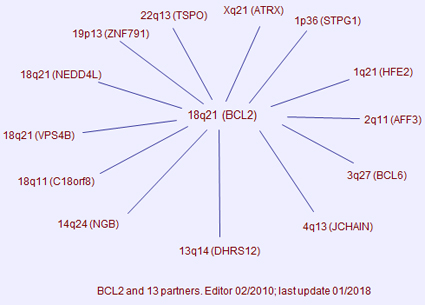 Xq21 (ATRX)
22q13 (TSPO)
1p36 (STPG1)
19p13 (ZNF791)
18q21 (NEDD4L)
1q21 (HFE2)
18q21 (BCL2)
2q11 (AFF3)
18q21 (VPS4B)
3q27 (BCL6)
18q11 (C18orf8)
14q24 (NGB)
4q13 (JCHAIN)
13q14 (DHRS12)
BCL2 and 13 partners. Editor 02/2010; last update 01/2018